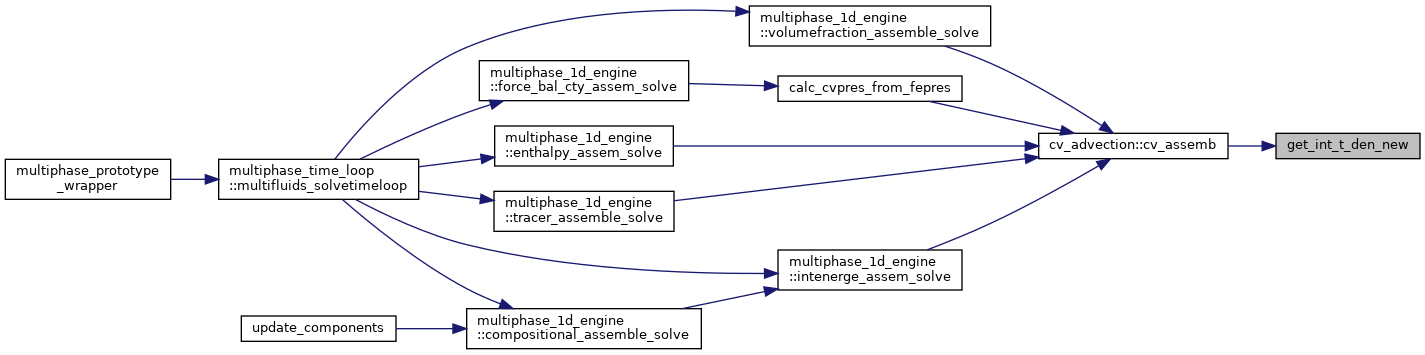 multiphase_prototype
_wrapper
multiphase_time_loop
::multifluids_solvetimeloop
update_components
multiphase_1d_engine
::force_bal_cty_assem_solve
multiphase_1d_engine
::enthalpy_assem_solve
multiphase_1d_engine
::tracer_assemble_solve
multiphase_1d_engine
::compositional_assemble_solve
multiphase_1d_engine
::volumefraction_assemble_solve
calc_cvpres_from_fepres
multiphase_1d_engine
::intenerge_assem_solve
cv_advection::cv_assemb
get_int_t_den_new